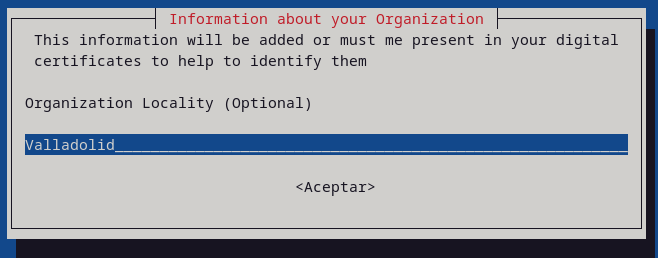 Information about your Organization
This information will be added or must me present in your digital
certificates to help to identify them
Organization Locality (Optional)
Valladolid
<Aceptar>